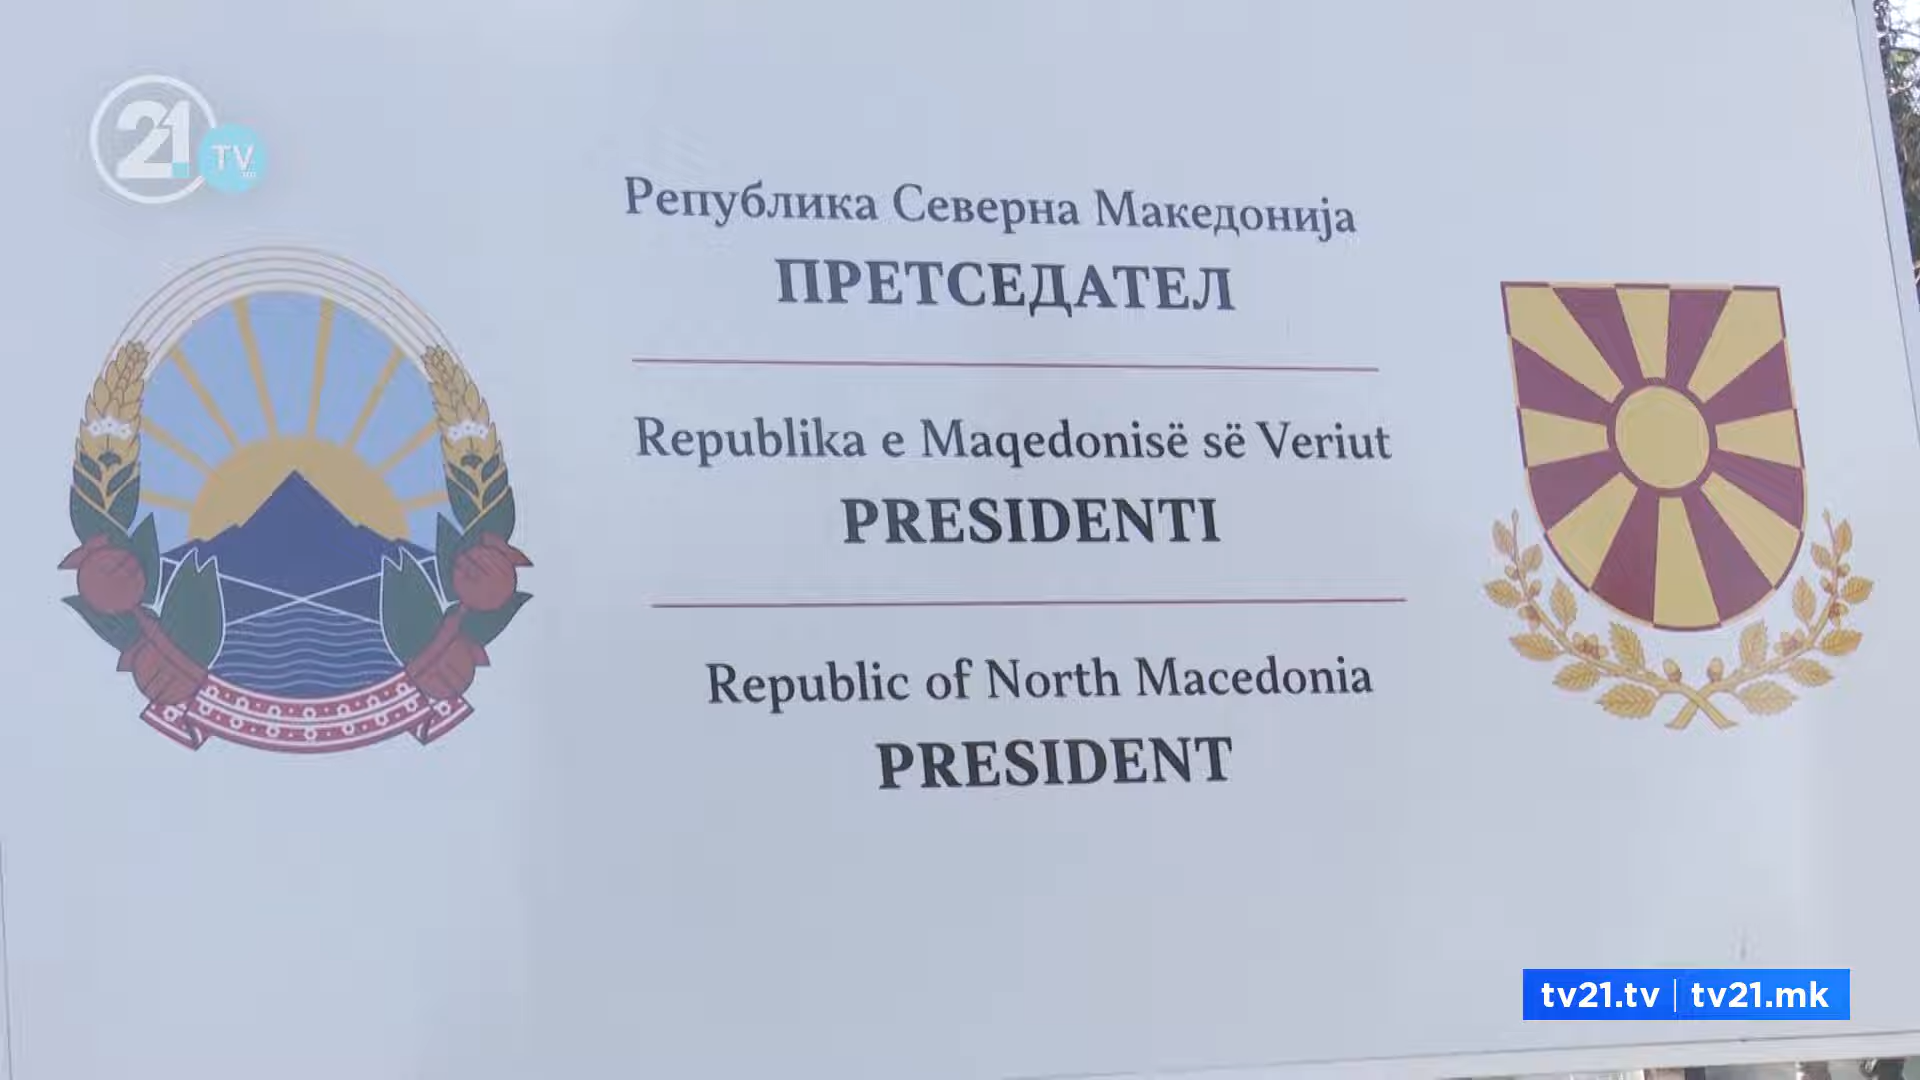 21 TV
Република Северна Македонија
ПРЕТСЕДАТЕЛ
Republika e Maqedonisë së Veriut
PRESIDENTI
Republic of North Macedonia
PRESIDENT
tv21.tv | tv21.mk